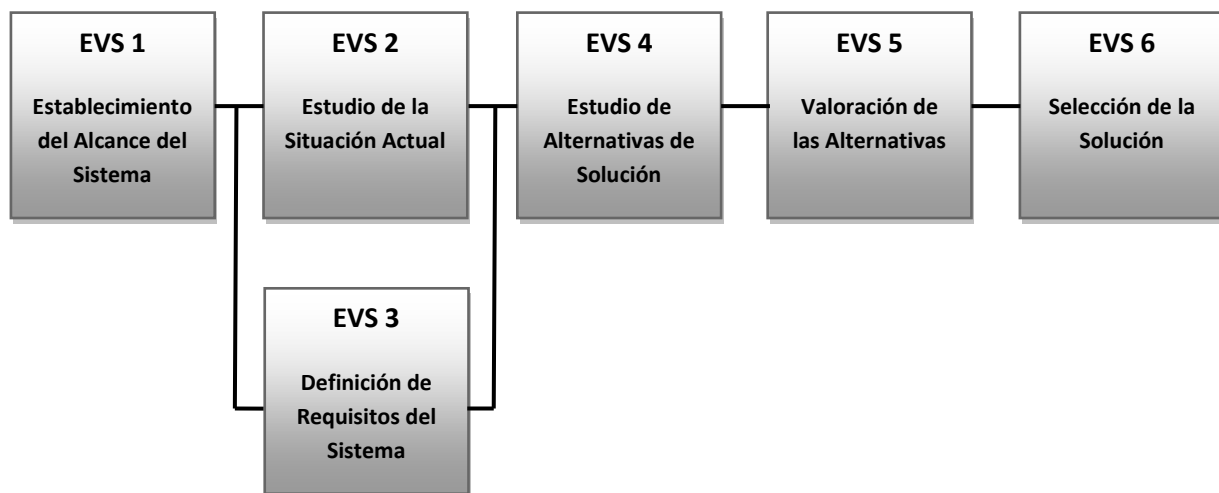 EVS 1
Establecimiento
del Alcance del
Sistema
EVS 2
Estudio de la
Situación Actual
EVS 4
Estudio de
Alternativas de
Solución
EVS 5
Valoración de
las Alternativas
EVS 6
Selección de la
Solución
EVS 3
Definición de
Requisitos del
Sistema